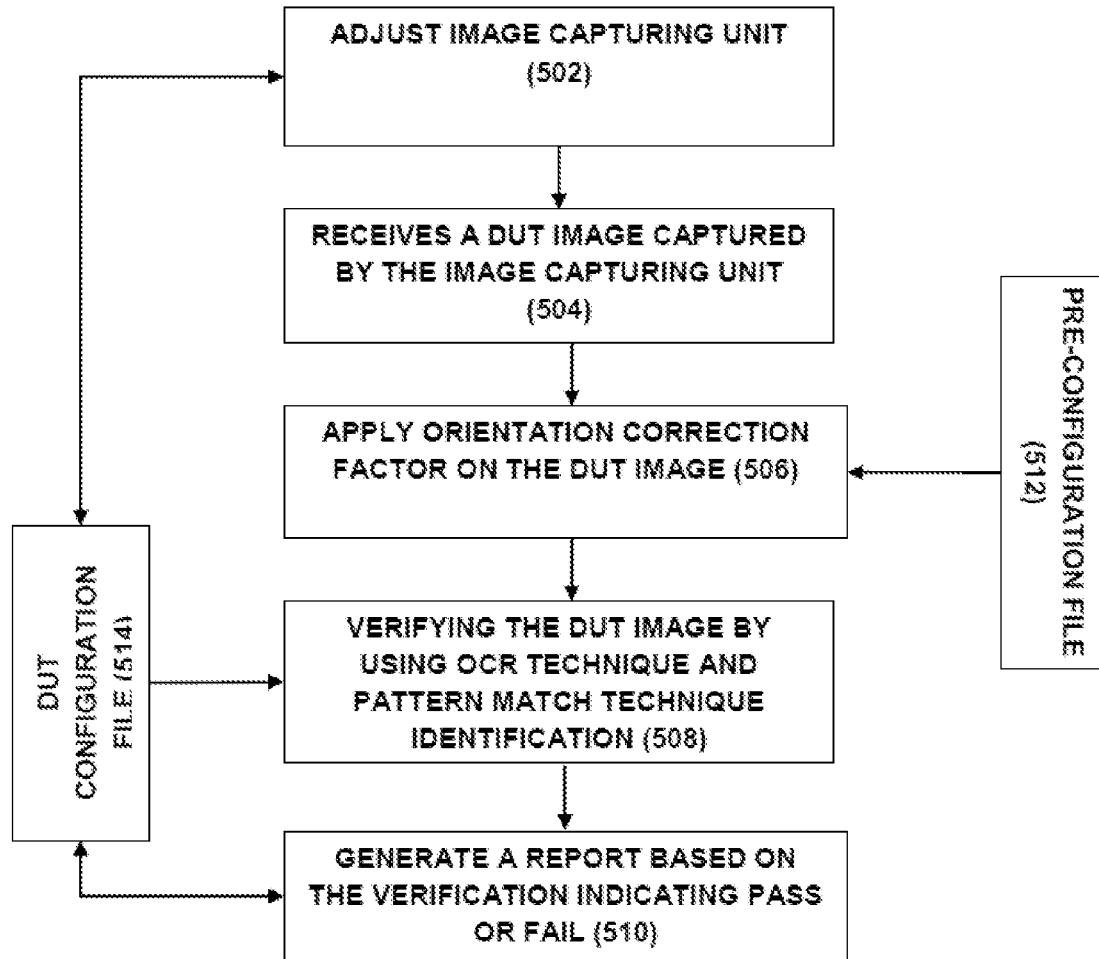 ADJUST IMAGE CAPTURING UNIT
(502)
RECEIVES A DUT IMAGE CAPTURED
BY THE IMAGE CAPTURING UNIT
(504)
APPLY ORIENTATION CORRECTION
FACTOR ON THE DUT IMAGE (506)
PRE-CONFIGURATION FILE
(512)
VERIFYING THE DUT IMAGE BY
USING OCR TECHNIQUE AND
PATTERN MATCH TECHNIQUE
IDENTIFICATION (508)
DUT
CONFIGURATION
FILE (514)
GENERATE A REPORT BASED ON
THE VERIFICATION INDICATING PASS
OR FAIL (510)